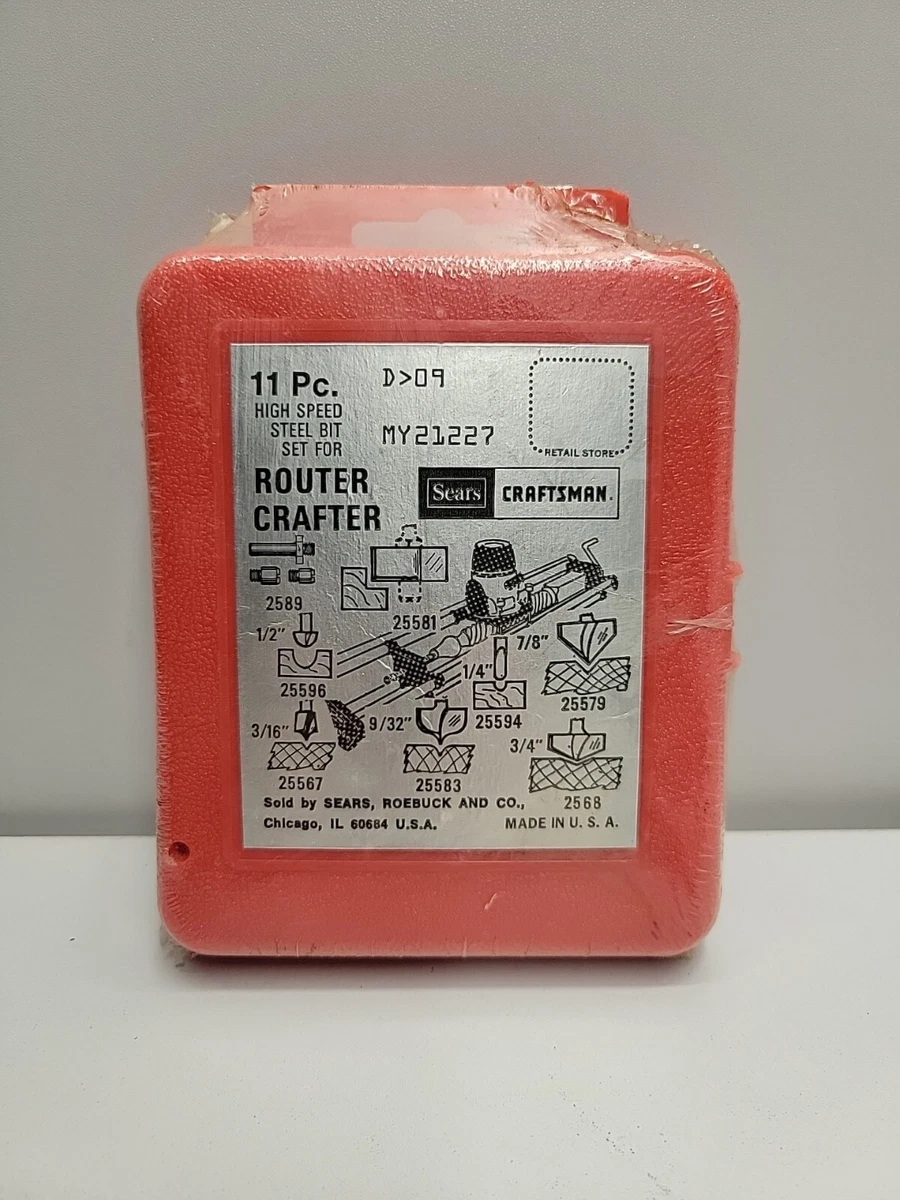 11 Pc.
HIGH SPEED
STEEL BIT
SET FOR
ROUTER
CRAFTER
D>09
MY21227
RETAIL STORE
Sears
CRAFTSMAN.
2589
25581
1/2"
25596
7/8"
25579
1/4"
25594
3/16"
25567
9/32"
25583
3/4"
2568
Sold by SEARS, ROEBUCK AND CO.,
Chicago, IL 60684 U.S.A.
MADE IN U. S. A.